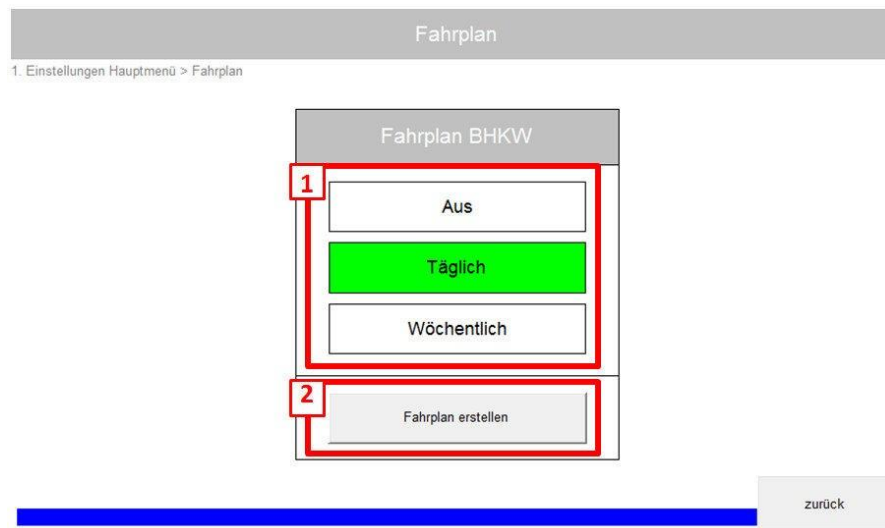 Fahrplan
1. Einstellungen Hauptmenü > Fahrplan
Fahrplan BHKW
1
Aus
Täglich
Wöchentlich
2
Fahrplan erstellen
zurück